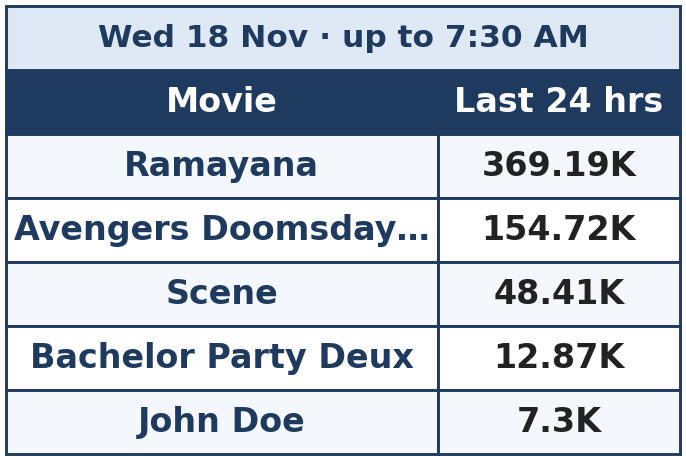 Wed 18 Nov · up to 7:30 AM
Movie Last 24 hrs
Ramayana 369.19K
Avengers Doomsday... 154.72K
Scene 48.41K
Bachelor Party Deux 12.87K
John Doe 7.3K